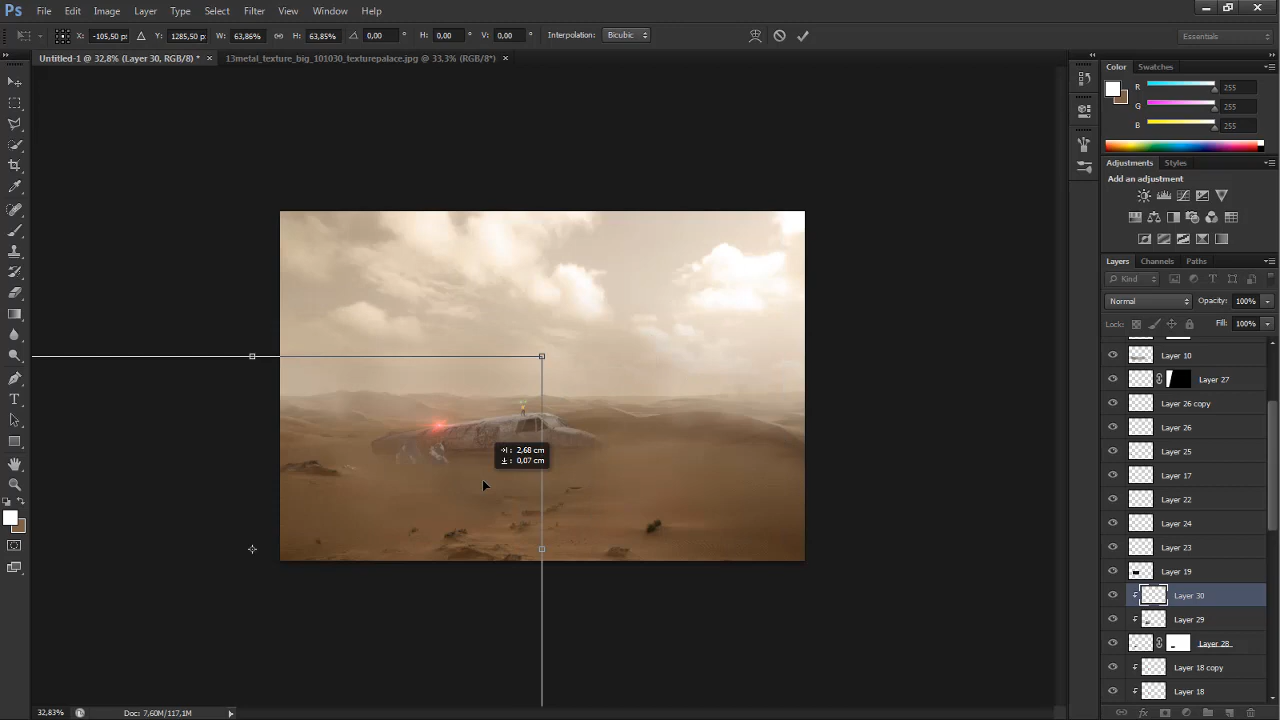 Ps File Edit Image Layer Type Select Filter View Window Help
X: -105,50 p: Y: 1285,50 p: W: 63,86% H: 63,85% 0,00 ° H: 0,00 ° V: 0,00 ° Interpolation: Bicubic Essentials
Untitled-1 @ 32,8% (Layer 30, RGB/8) * × 13metal_texture_big_101030_texturepalace.jpg @ 33,3% (RGB/8*) ×
Color Swatches
R 255
G 255
B 255
Adjustments Styles
Add an adjustment
Layers Channels Paths
Kind
Normal Opacity: 100%
Lock: Fill: 100%
Layer 10
Layer 27
Layer 26 copy
Layer 26
Layer 25
Layer 17
Layer 22
Layer 24
Layer 23
Layer 19
Layer 30
Layer 29
Layer 28
Layer 18 copy
Layer 18
: 2,68 cm
: 0,07 cm
32,83% Doc: 7,60M/117,1M